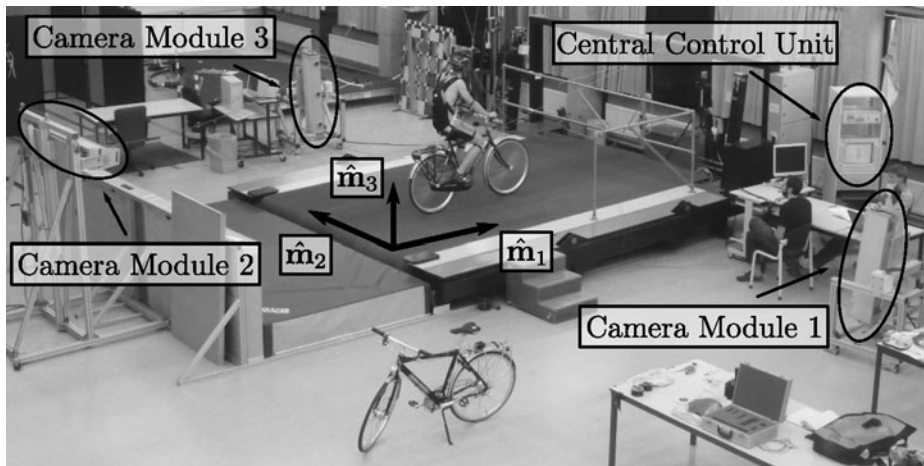 Camera Module 3
Central Control Unit
m̂₃
Camera Module 2
m̂₂
m̂₁
Camera Module 1